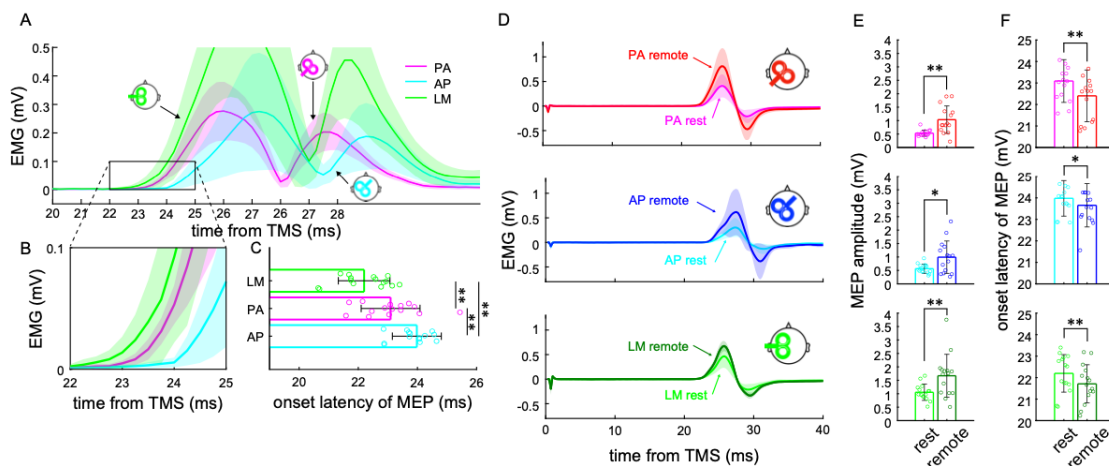 A
EMG (mV)
0.5
0.4
0.3
0.2
0.1
0
PA
AP
LM
20 20 21 22 23 24 25 26 27 27 28
time from TMS (ms)
B
EMG (mV)
0.1
0
22 23 24 25
time from TMS (ms)
C
LM
PA
AP
**
**
**
20 22 24 26
onset latency of MEP (ms)
D
EMG (mV)
PA remote
PA rest
0.5
0
-0.5
AP remote
AP rest
0.5
0
-0.5
LM remote
LM rest
0.5
0
-0.5
0 10 20 30 40
time from TMS (ms)
E
MEP amplitude (mV)
4
3.5
3
2.5
2
1.5
1
0.5
0
**
4
3.5
3
2.5
2
1.5
1
0.5
0
*
4
3.5
3
2.5
2
1.5
1
0.5
0
**
rest
remote
F
onset latency of MEP (mV)
25
24
23
22
21
20
**
25
24
23
22
21
20
*
25
24
23
22
21
20
**
rest
remote